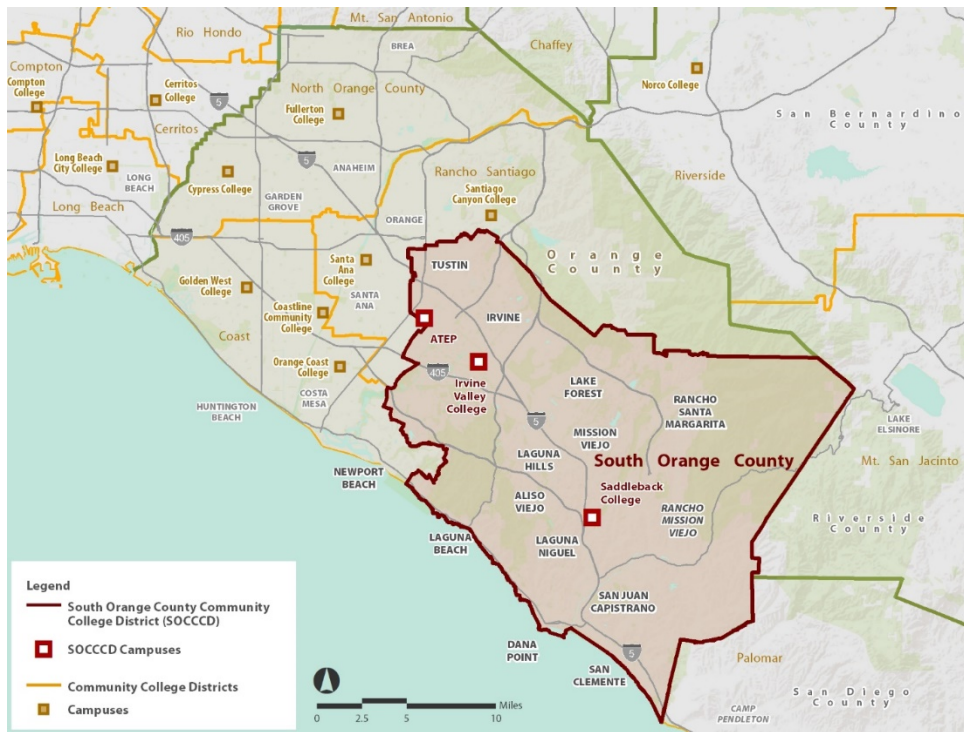 Mt. San Antonio
Rio Hondo
BREA
Chaffey
Compton
Compton
College
Cerritos
College
5
North Orange County
Fullerton
College
Norco College
San Bernardino
County
Cerritos
Long Beach
City College
LONG
BEACH
Cypress College
5
ANAHEIM
Rancho Santiago
Riverside
Long Beach
GARDEN
GROVE
ORANGE
Santiago
Canyon College
405
Santa
Ana
College
TUSTIN
Orange
County
Golden West
College
SANTA
ANA
Coastline
Community
College
IRVINE
Coast
ATEP
Orange Coast
College
405
Irvine
Valley
College
LAKE
FOREST
COSTA
MESA
HUNTINGTON
BEACH
RANCHO
SANTA
MARGARITA
5
LAKE
ELSINORE
MISSION
VIEJO
LAGUNA
HILLS
South Orange County
Mt. San Jacinto
NEWPORT
BEACH
Saddleback
College
ALISO
VIEJO
RANCHO
MISSION
VIEJO
Riverside
County
LAGUNA
BEACH
LAGUNA
NIGUEL
SAN JUAN
CAPISTRANO
DANA
POINT
5
SAN
CLEMENTE
Palomar
San Diego
County
CAMP
PENDLETON
Legend
South Orange County Community
College District (SOCCCD)
SOCCCD Campuses
Community College Districts
Campuses
Miles
0 2.5 5 10